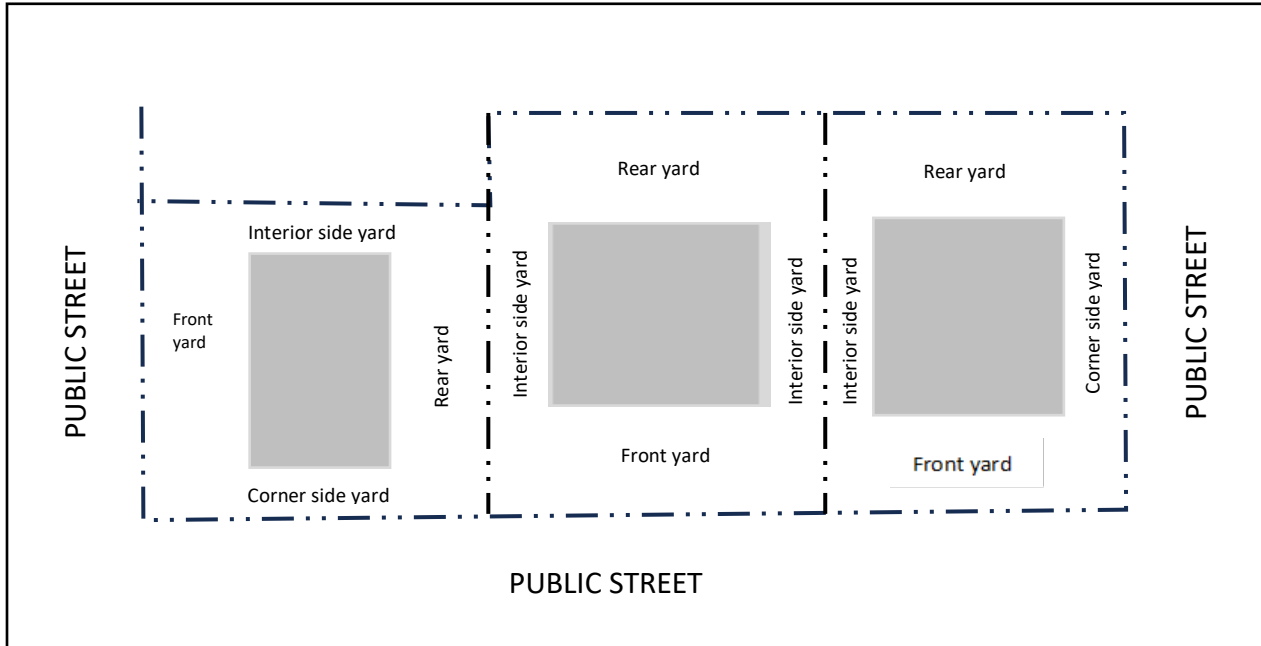 Rear yard
Rear yard
Interior side yard
PUBLIC STREET
Front
yard
Rear yard
Interior side yard
Interior side yard
Interior side yard
Corner side yard
PUBLIC STREET
Front yard
Front yard
Corner side yard
PUBLIC STREET